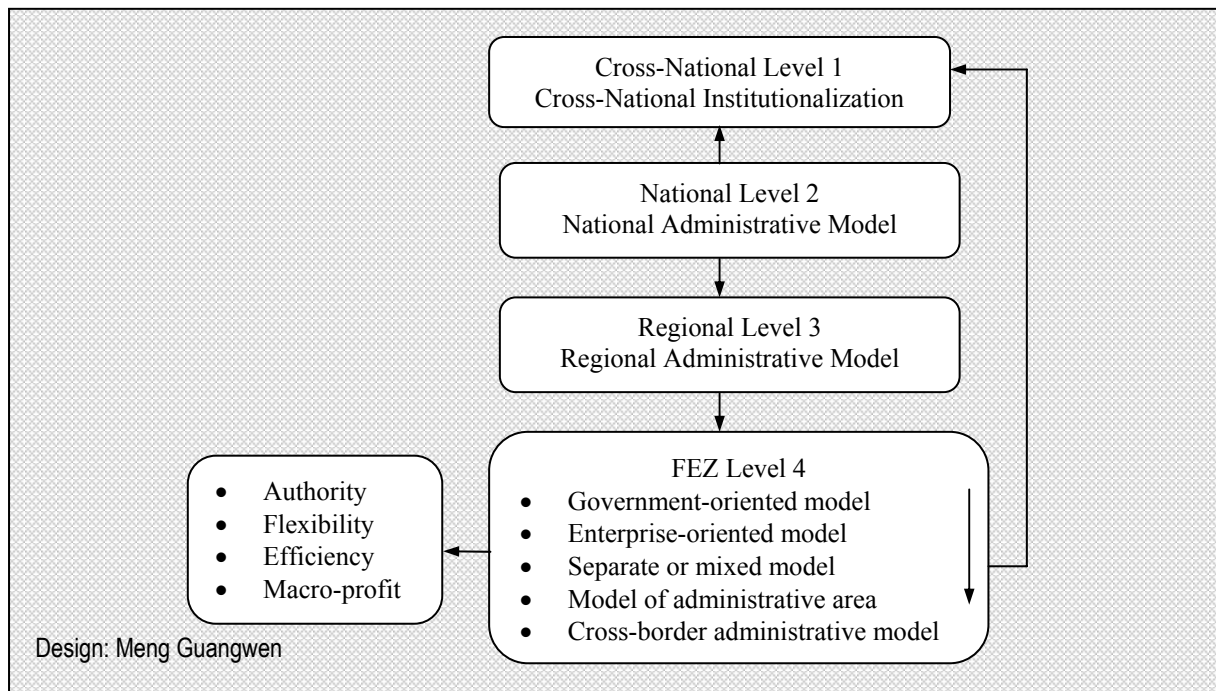 Cross-National Level 1
Cross-National Institutionalization
National Level 2
National Administrative Model
Regional Level 3
Regional Administrative Model
FEZ Level 4
• Government-oriented model
• Enterprise-oriented model
• Separate or mixed model
• Model of administrative area
• Cross-border administrative model
• Authority
• Flexibility
• Efficiency
• Macro-profit
Design: Meng Guangwen